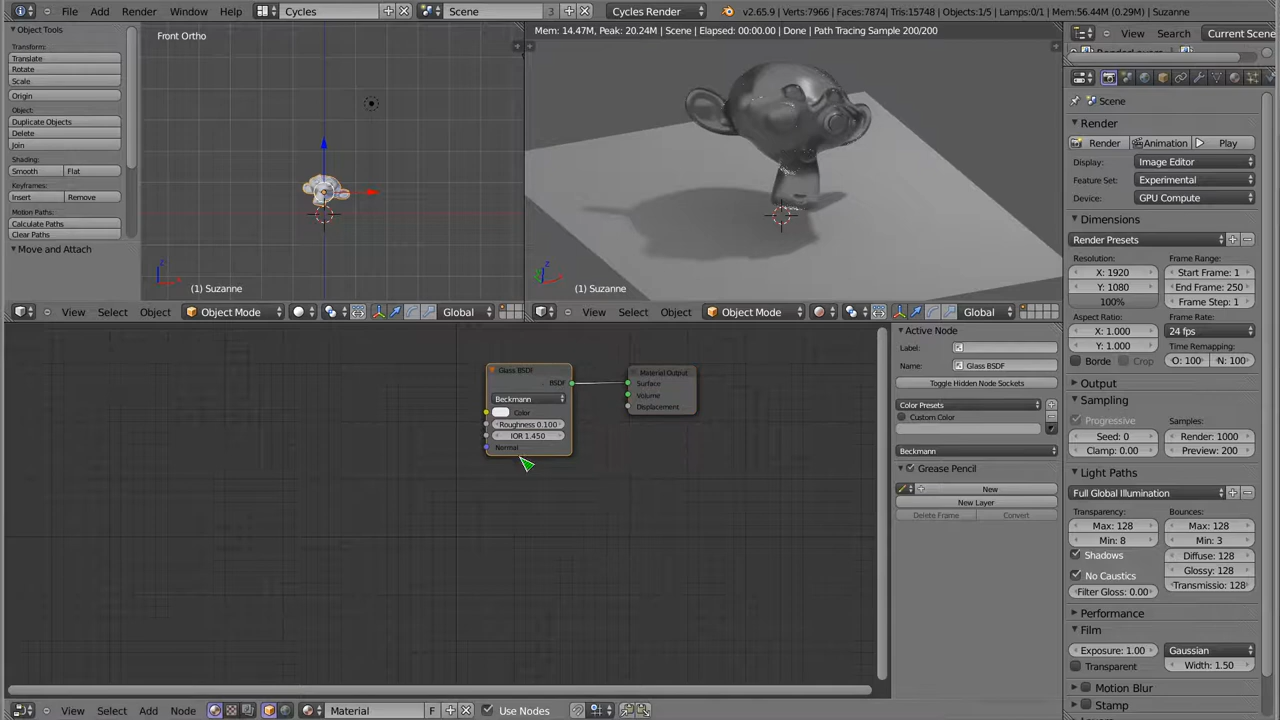 File Add Render Window Help Cycles Scene 3 Cycles Render v2.65.9 | Verts:7966 | Faces:7874| Tris:15748 | Objects:1/5 | Lamps:0/1 | Mem:56.44M (0.29M) | Suzanne
Object Tools
Transform:
Translate
Rotate
Scale
Origin
Object:
Duplicate Objects
Delete
Join
Shading:
Smooth Flat
Keyframes:
Insert Remove
Motion Paths:
Calculate Paths
Clear Paths
Move and Attach
Front Ortho
z
x
(1) Suzanne
Mem: 14.47M, Peak: 20.24M | Scene | Elapsed: 00:00.00 | Done | Path Tracing Sample 200/200
z
(1) Suzanne
View Select Object Object Mode Global
View Select Object Object Mode Global
Glass BSDF
BSDF
Beckmann
Color
Roughness 0.100
IOR 1.450
Normal
Material Output
Surface
Volume
Displacement
Active Node
Label:
Name: Glass BSDF
Toggle Hidden Node Sockets
Color Presets
Custom Color
Beckmann
Grease Pencil
New
New Layer
Delete Frame Convert
View Select Add Node Material F Use Nodes
View Search Current Scene
Scene
Render
Render Animation Play
Display: Image Editor
Feature Set: Experimental
Device: GPU Compute
Dimensions
Render Presets
Resolution: Frame Range:
X: 1920 Start Frame: 1
Y: 1080 End Frame: 250
100% Frame Step: 1
Aspect Ratio: Frame Rate:
X: 1.000 24 fps
Y: 1.000 Time Remapping:
Borde Crop O: 100 N: 100
Output
Sampling
Progressive Samples:
Seed: 0 Render: 1000
Clamp: 0.00 Preview: 200
Light Paths
Full Global Illumination
Transparency: Bounces:
Max: 128 Max: 128
Min: 8 Min: 3
Shadows Diffuse: 128
No Caustics Glossy: 128
Filter Gloss: 0.00 Transmissio: 128
Performance
Film
Exposure: 1.00 Gaussian
Transparent Width: 1.50
Motion Blur
Stamp